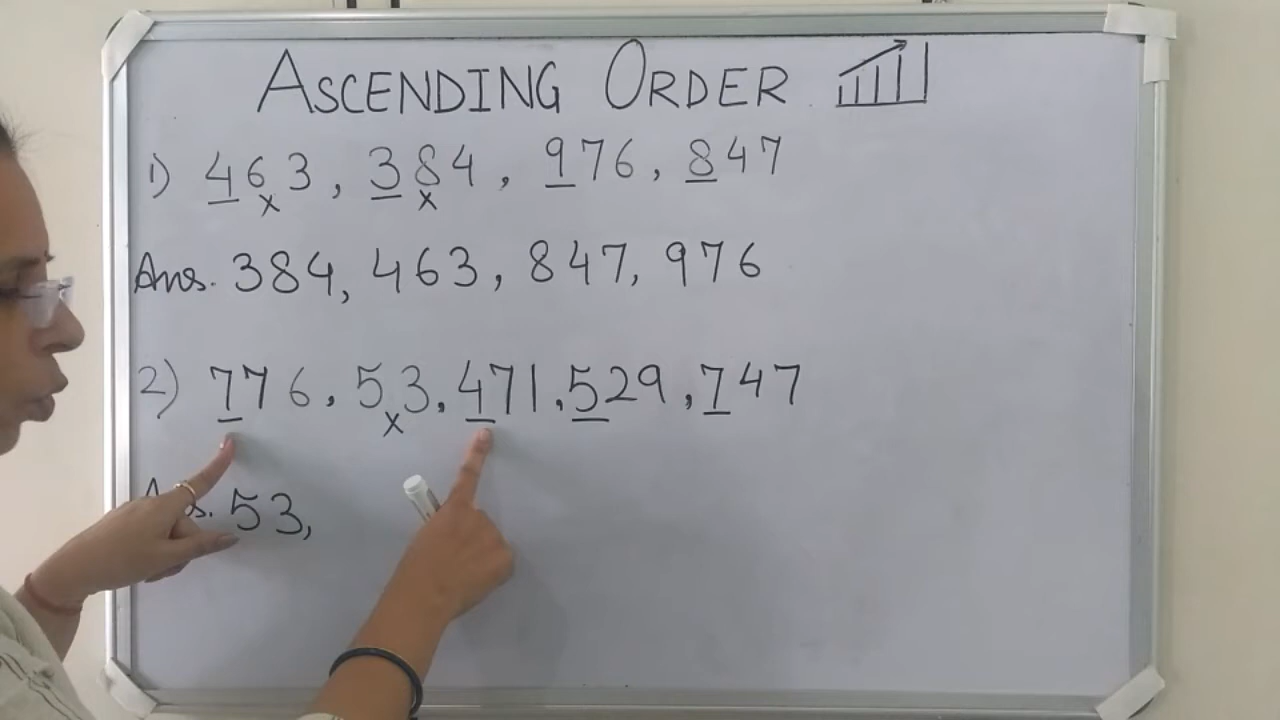 ASCENDING ORDER
1) 463, 384, 976, 847
Ans. 384, 463, 847, 976
2) 776, 53, 471, 529, 747
53,